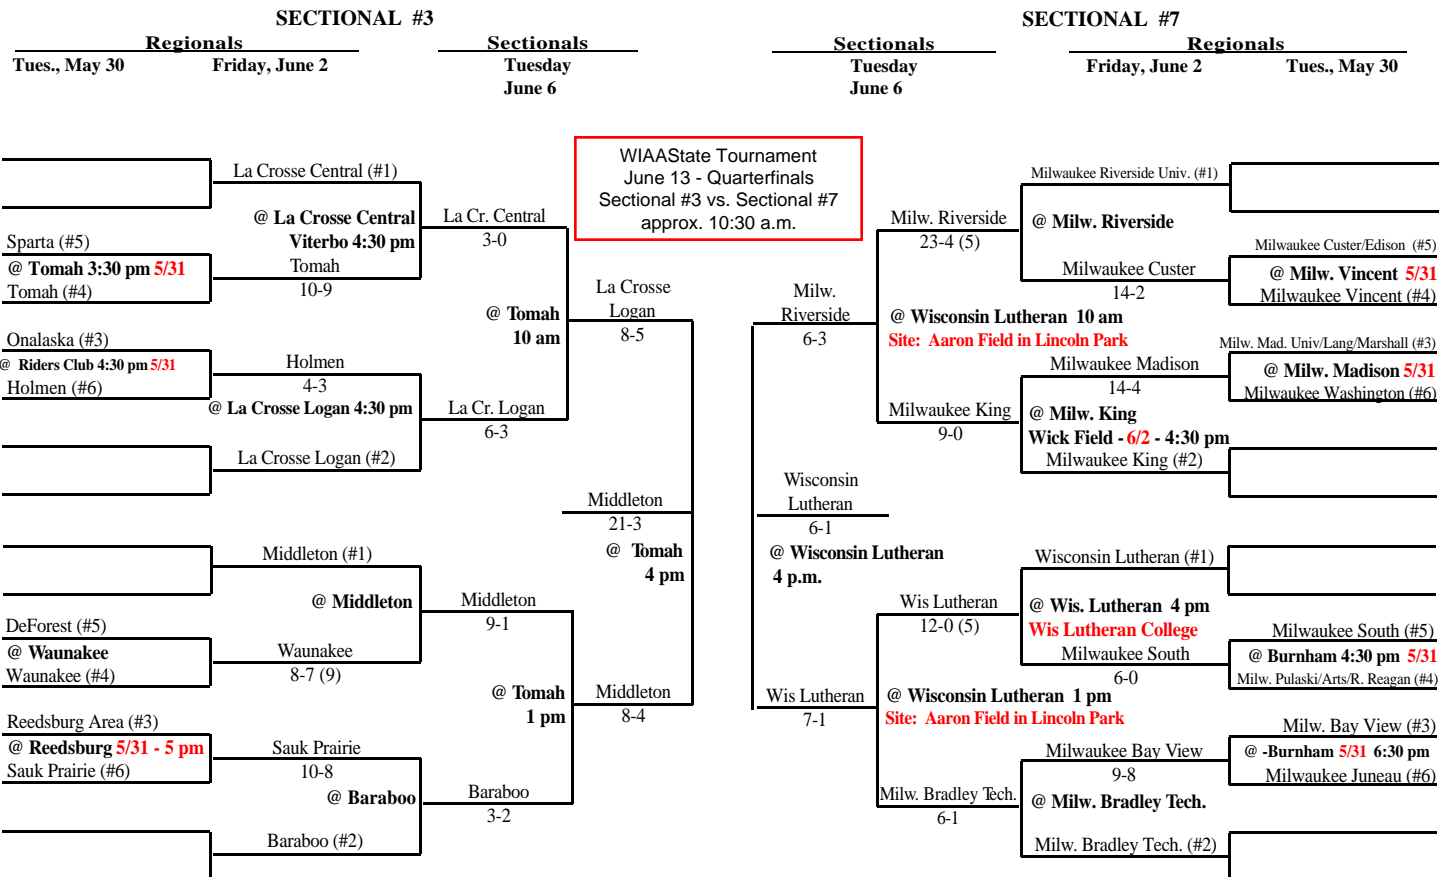 SECTIONAL #3
SECTIONAL #7
Regionals
Sectionals
Sectionals
Regionals
Tues., May 30
Friday, June 2
Tuesday
June 6
Tuesday
June 6
Friday, June 2
Tues., May 30
WIAAState Tournament
June 13 - Quarterfinals
Sectional #3 vs. Sectional #7
approx. 10:30 a.m.
La Crosse Central (#1)
@ La Crosse Central
Viterbo 4:30 pm
La Cr. Central
3-0
Sparta (#5)
@ Tomah 3:30 pm 5/31
Tomah (#4)
Tomah
10-9
@ Tomah
10 am
La Crosse
Logan
8-5
Onalaska (#3)
@ Riders Club 4:30 pm 5/31
Holmen (#6)
Holmen
4-3
@ La Crosse Logan 4:30 pm
La Cr. Logan
6-3
La Crosse Logan (#2)
Middleton
21-3
@ Tomah
4 pm
Middleton (#1)
@ Middleton
Middleton
9-1
DeForest (#5)
@ Waunakee
Waunakee (#4)
Waunakee
8-7 (9)
@ Tomah
1 pm
Middleton
8-4
Reedsburg Area (#3)
@ Reedsburg 5/31 - 5 pm
Sauk Prairie (#6)
Sauk Prairie
10-8
@ Baraboo
Baraboo
3-2
Baraboo (#2)
Milwaukee Riverside Univ. (#1)
Milw. Riverside
23-4 (5)
@ Milw. Riverside
Milwaukee Custer/Edison (#5)
@ Milw. Vincent 5/31
Milwaukee Vincent (#4)
Milwaukee Custer
14-2
Milw.
Riverside
6-3
@ Wisconsin Lutheran 10 am
Site: Aaron Field in Lincoln Park
Milw. Mad. Univ/Lang/Marshall (#3)
@ Milw. Madison 5/31
Milwaukee Washington (#6)
Milwaukee Madison
14-4
Milwaukee King
9-0
@ Milw. King
Wick Field - 6/2 - 4:30 pm
Milwaukee King (#2)
Wisconsin
Lutheran
6-1
@ Wisconsin Lutheran
4 p.m.
Wisconsin Lutheran (#1)
Wis Lutheran
12-0 (5)
@ Wis. Lutheran 4 pm
Wis Lutheran College
Milwaukee South (#5)
@ Burnham 4:30 pm 5/31
Milw. Pulaski/Arts/R. Reagan (#4)
Milwaukee South
6-0
Wis Lutheran
7-1
@ Wisconsin Lutheran 1 pm
Site: Aaron Field in Lincoln Park
Milw. Bay View (#3)
@ -Burnham 5/31 6:30 pm
Milwaukee Juneau (#6)
Milwaukee Bay View
9-8
Milw. Bradley Tech.
6-1
@ Milw. Bradley Tech.
Milw. Bradley Tech. (#2)